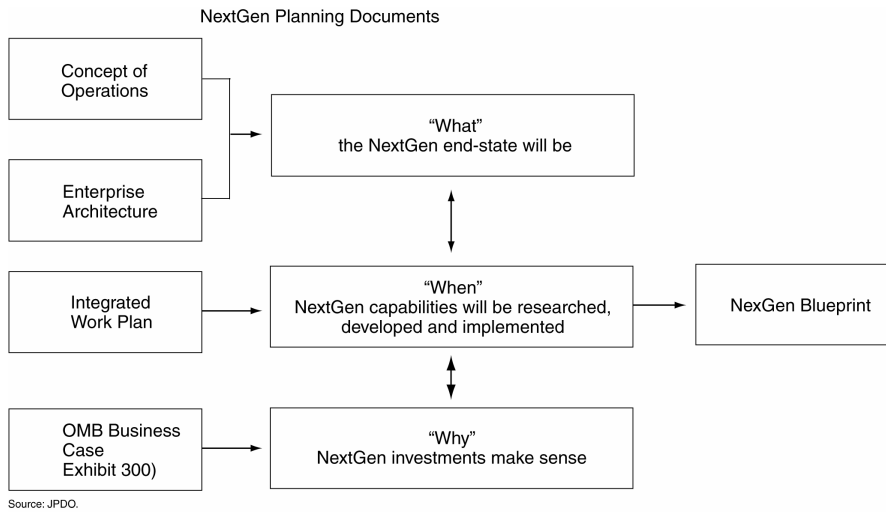 NextGen Planning Documents
Concept of
Operations
Enterprise
Architecture
“What”
the NextGen end-state will be
Integrated
Work Plan
“When”
NextGen capabilities will be researched,
developed and implemented
NexGen Blueprint
OMB Business
Case
Exhibit 300)
“Why”
NextGen investments make sense
Source: JPDO.